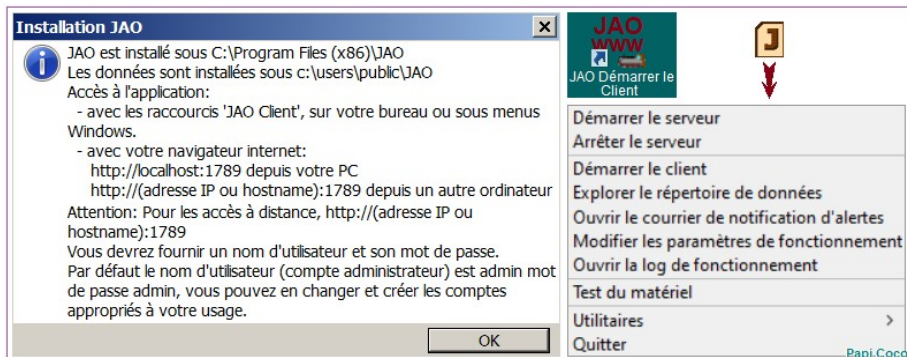 Installation JAO
JAO est installé sous C:\Program Files (x86)\JAO
Les données sont installées sous c:\users\public\JAO
Accès à l'application:
- avec les raccourcis 'JAO Client', sur votre bureau ou sous menus
Windows.
- avec votre navigateur internet:
http://localhost:1789 depuis votre PC
http://(adresse IP ou hostname):1789 depuis un autre ordinateur
Attention: Pour les accès à distance, http://(adresse IP ou
hostname):1789
Vous devrez fournir un nom d'utilisateur et son mot de passe.
Par défaut le nom d'utilisateur (compte administrateur) est admin mot
de passe admin, vous pouvez en changer et créer les comptes
appropriés à votre usage.
OK
JAO
WWW
JAO Démarrer le
Client
J
Démarrer le serveur
Arrêter le serveur
Démarrer le client
Explorer le répertoire de données
Ouvrir le courrier de notification d'alertes
Modifier les paramètres de fonctionnement
Ouvrir la log de fonctionnement
Test du matériel
Utilitaires
Quitter
Papi.Coco